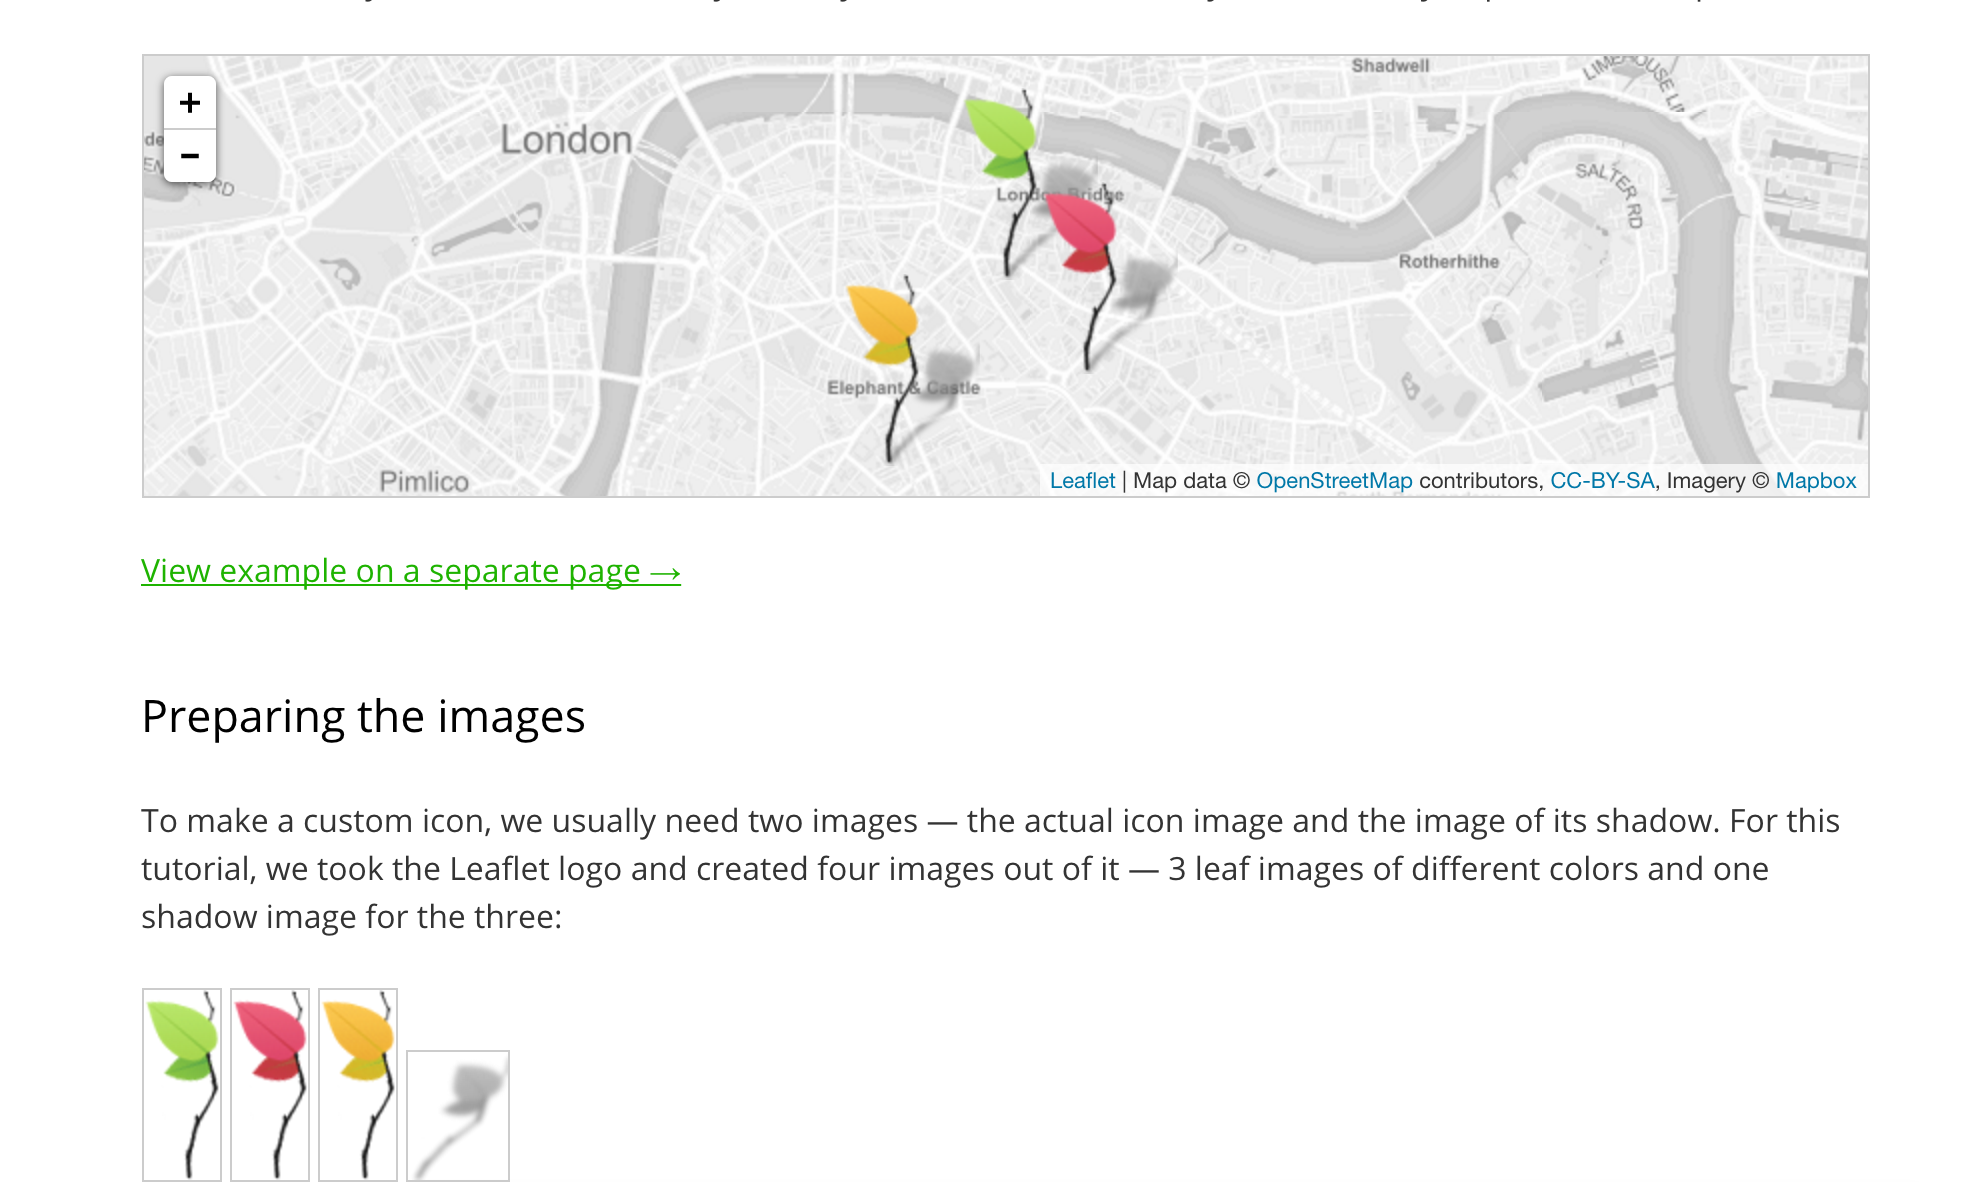 Shadwell
LIMEHOUSE LI
London
SALTER RD
RD
London Bridge
Rotherhithe
Elephant & Castle
Pimlico
+
−
Leaflet | Map data © OpenStreetMap contributors, CC-BY-SA, Imagery © Mapbox
View example on a separate page →
Preparing the images
To make a custom icon, we usually need two images — the actual icon image and the image of its shadow. For this
tutorial, we took the Leaflet logo and created four images out of it — 3 leaf images of different colors and one
shadow image for the three: